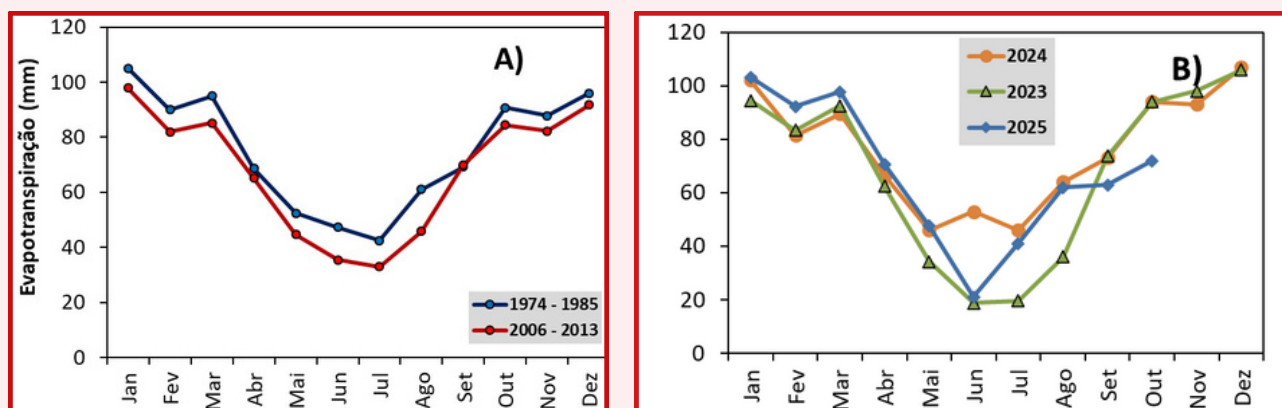 Evapotranspiração (mm)
A)
120
100
80
60
40
20
0
Jan Fev Mar Abr Mai Jun Jul Ago Set Out Nov Dez
1974 - 1985
2006 - 2013
B)
120
100
80
60
40
20
0
Jan Fev Mar Abr Mai Jun Jul Ago Set Out Nov Dez
2024
2023
2025